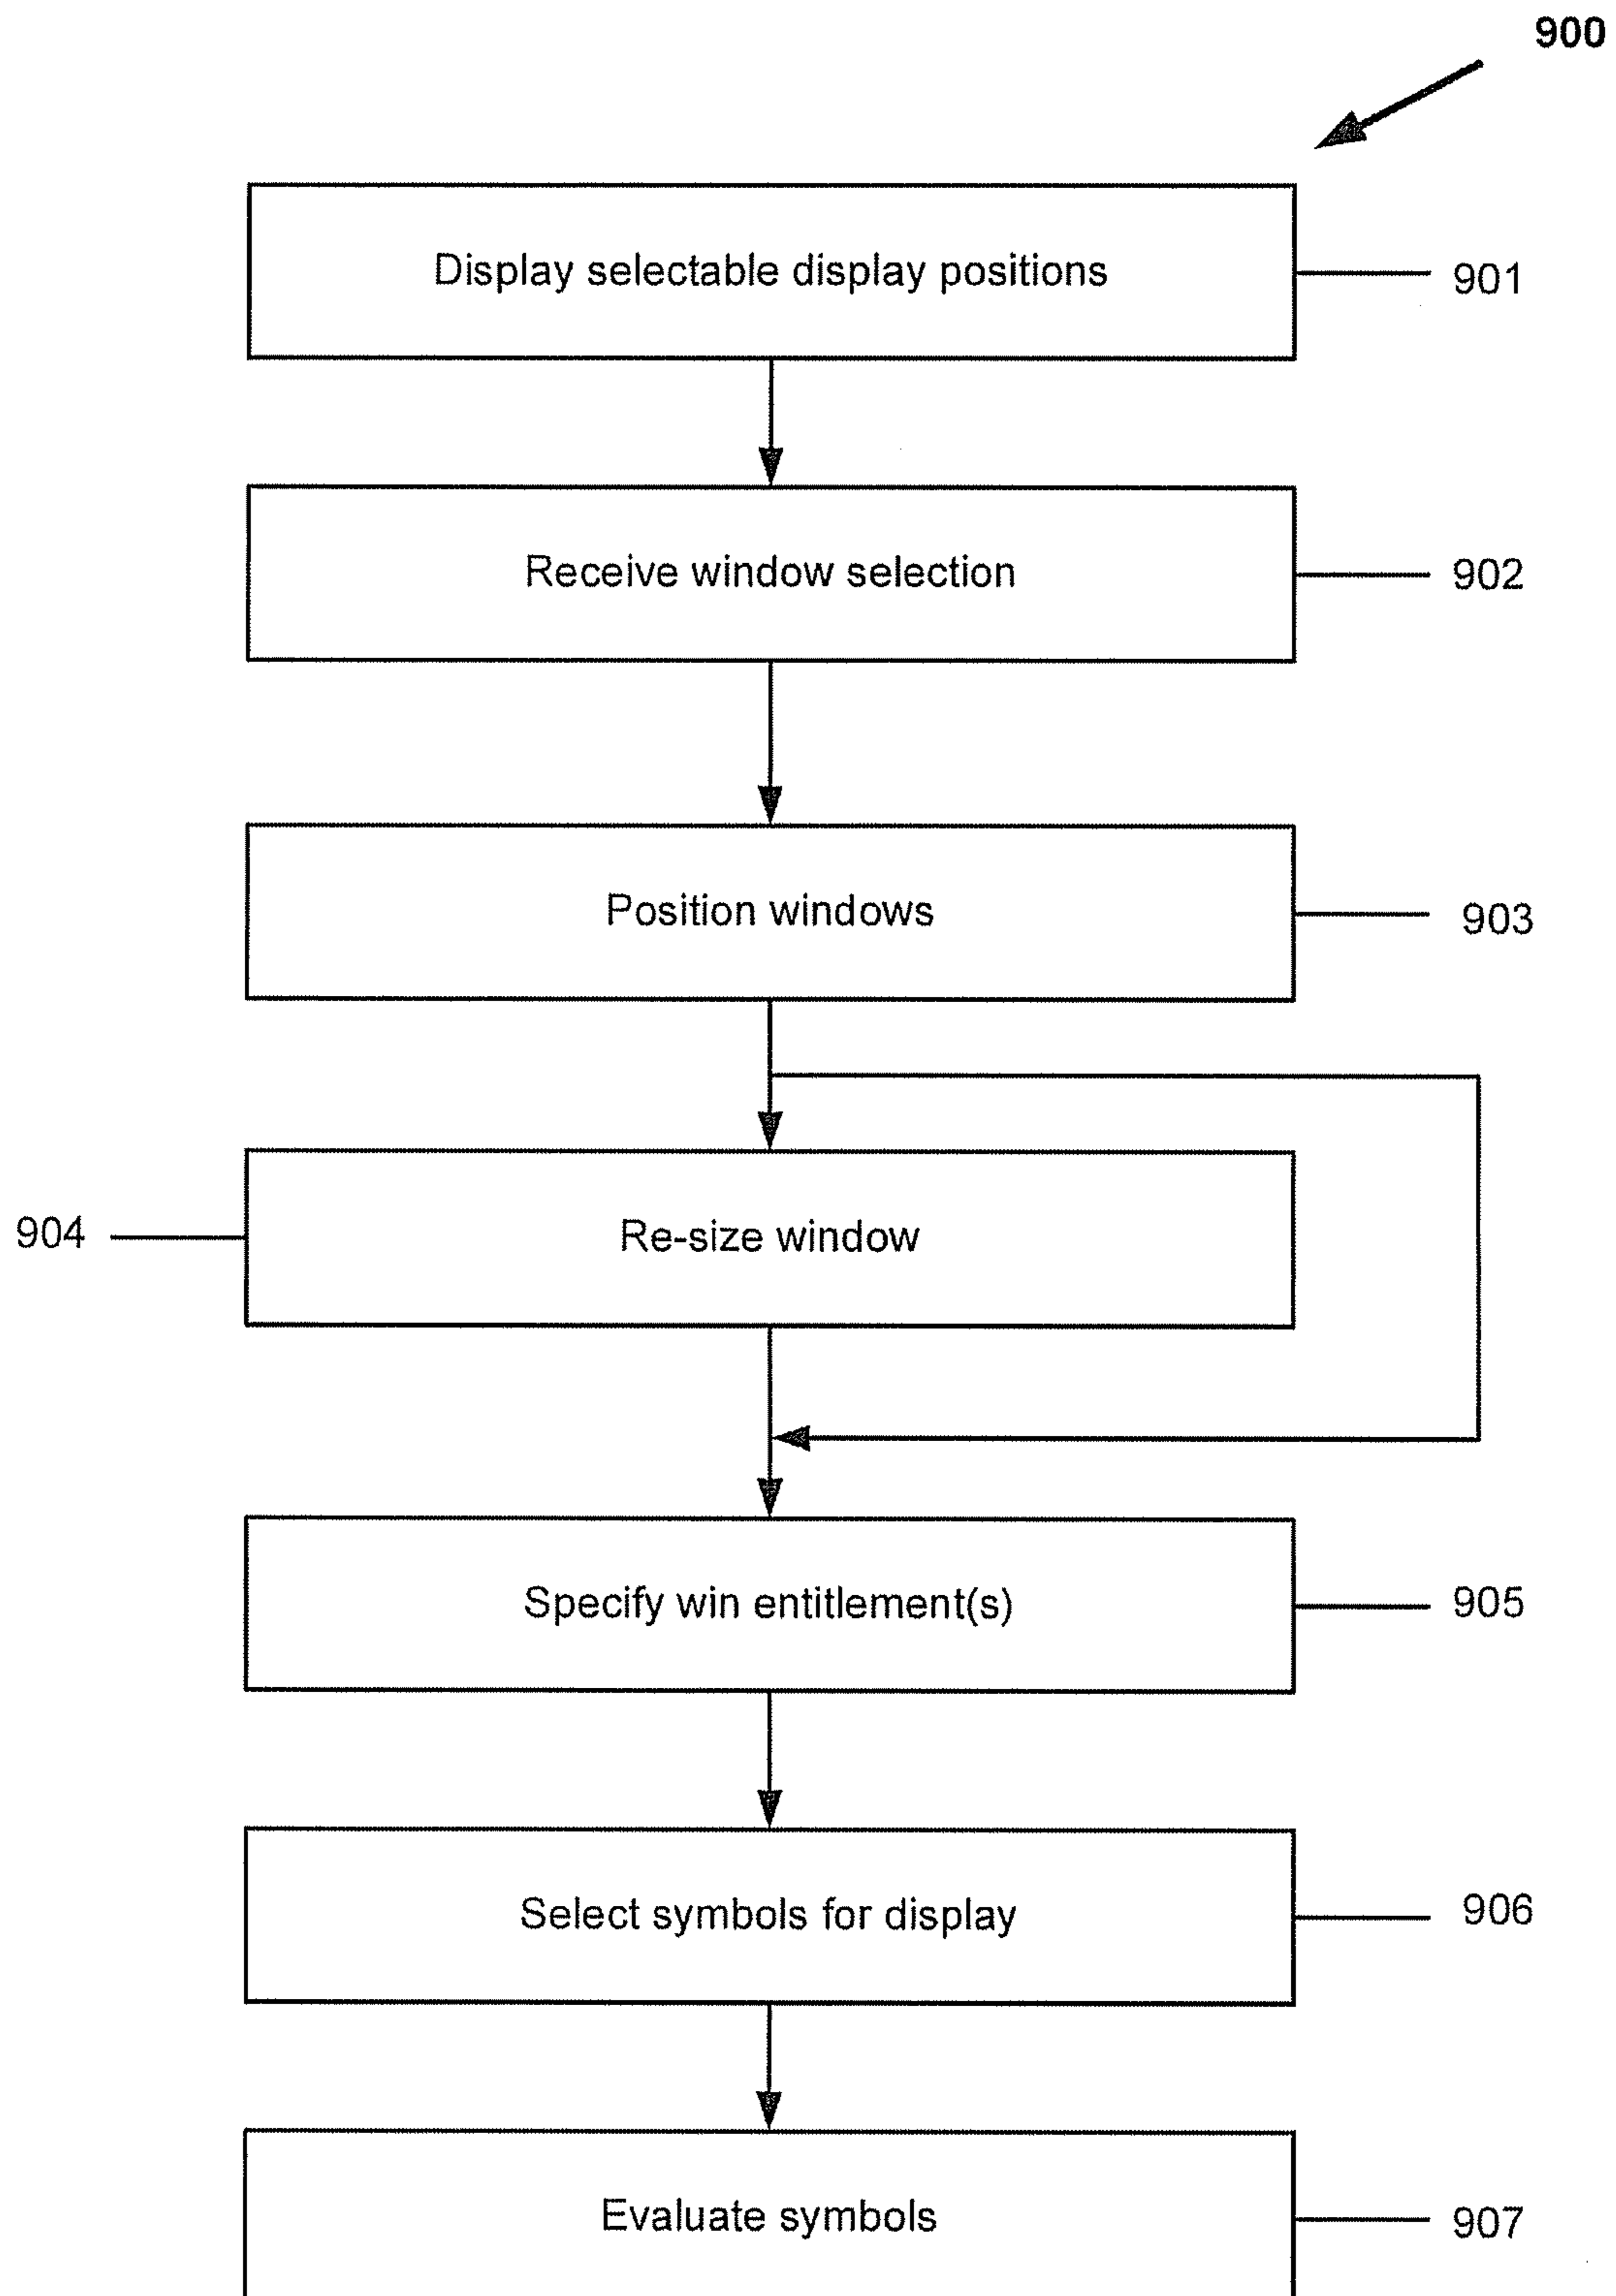 900
Display selectable display positions
901
Receive window selection
902
Position windows
903
904
Re-size window
Specify win entitlement(s)
905
Select symbols for display
906
Evaluate symbols
907